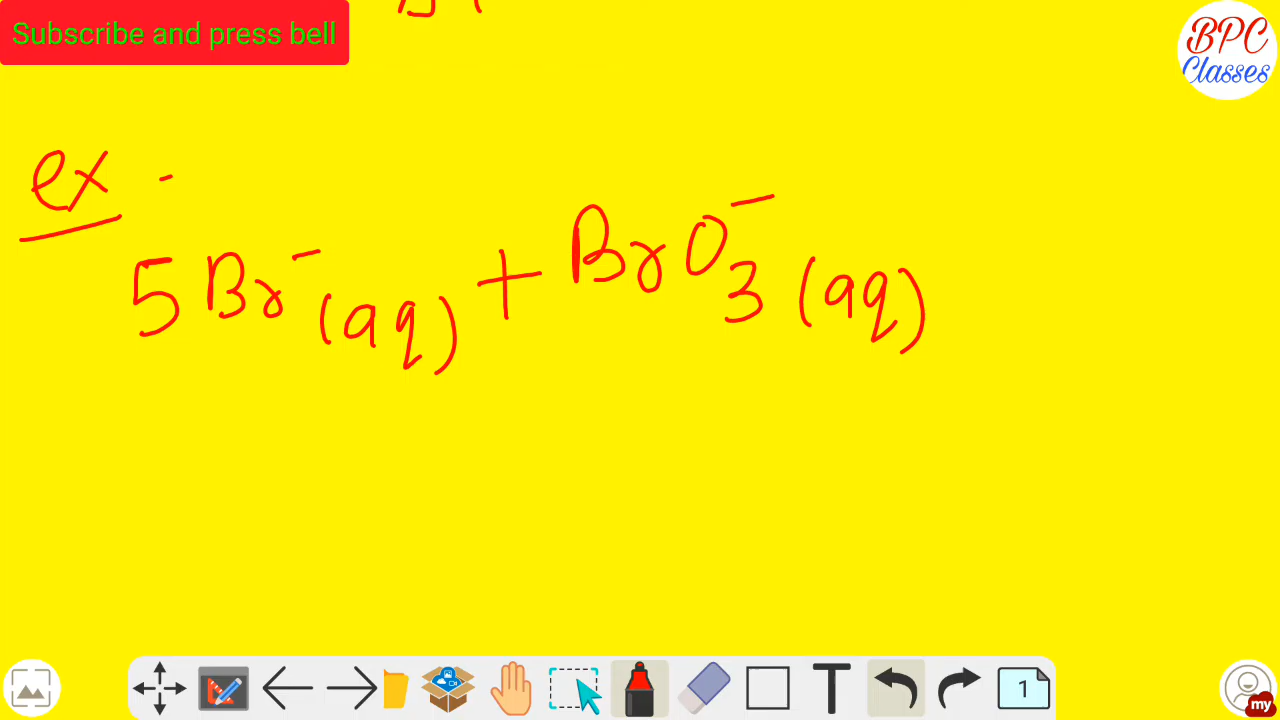 Subscribe and press bell
BPC
Classes
ex -
5Br⁻(aq) + BrO₃⁻(aq)
T
1
my